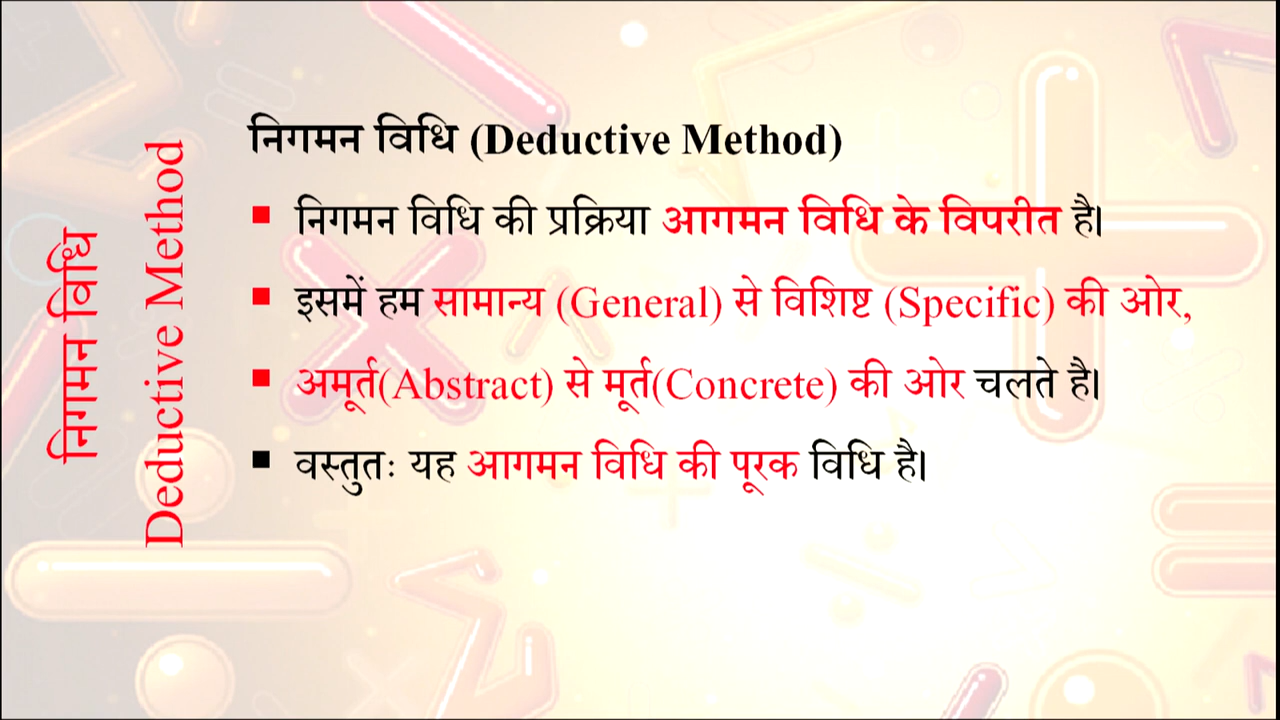 निगमन विधि
Deductive Method
निगमन विधि (Deductive Method)
▪ निगमन विधि की प्रक्रिया आगमन विधि के विपरीत है।
▪ इसमें हम सामान्य (General) से विशिष्ट (Specific) की ओर,
▪ अमूर्त(Abstract) से मूर्त(Concrete) की ओर चलते है।
▪ वस्तुतः यह आगमन विधि की पूरक विधि है।